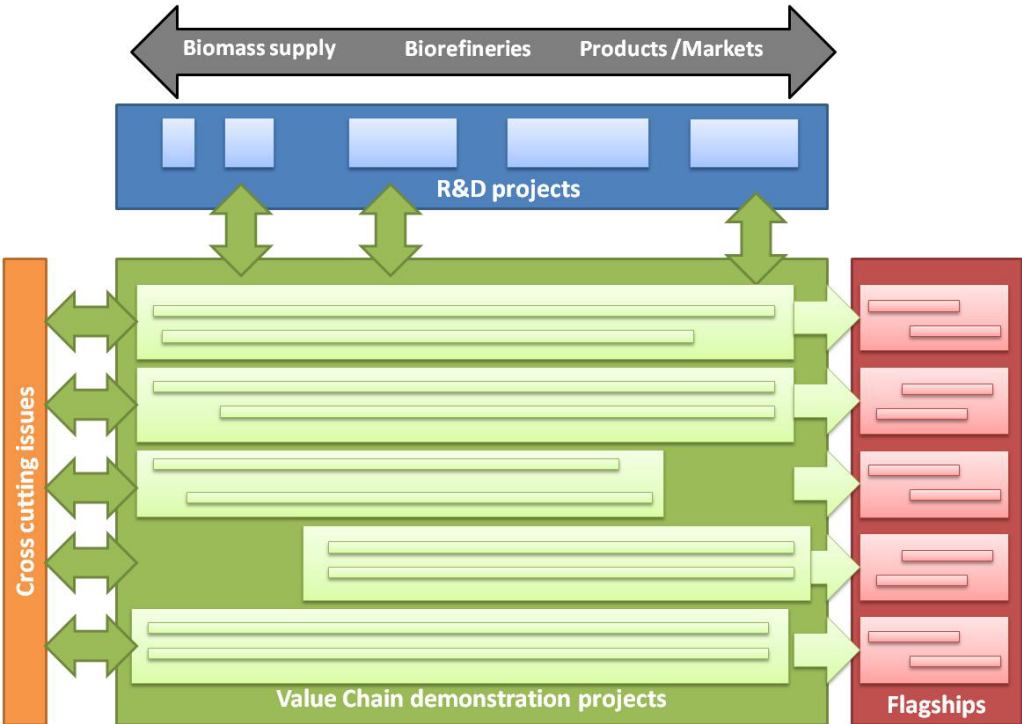 Biomass supply Biorefineries Products /Markets
R&D projects
Cross cutting issues
Value Chain demonstration projects
Flagships